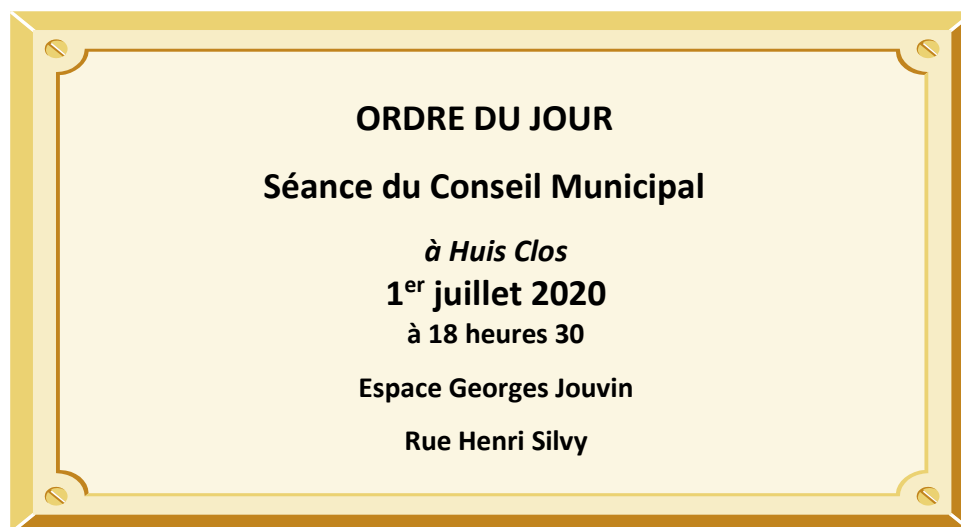 ORDRE DU JOUR
Séance du Conseil Municipal
à Huis Clos
1er juillet 2020
à 18 heures 30
Espace Georges Jouvin
Rue Henri Silvy